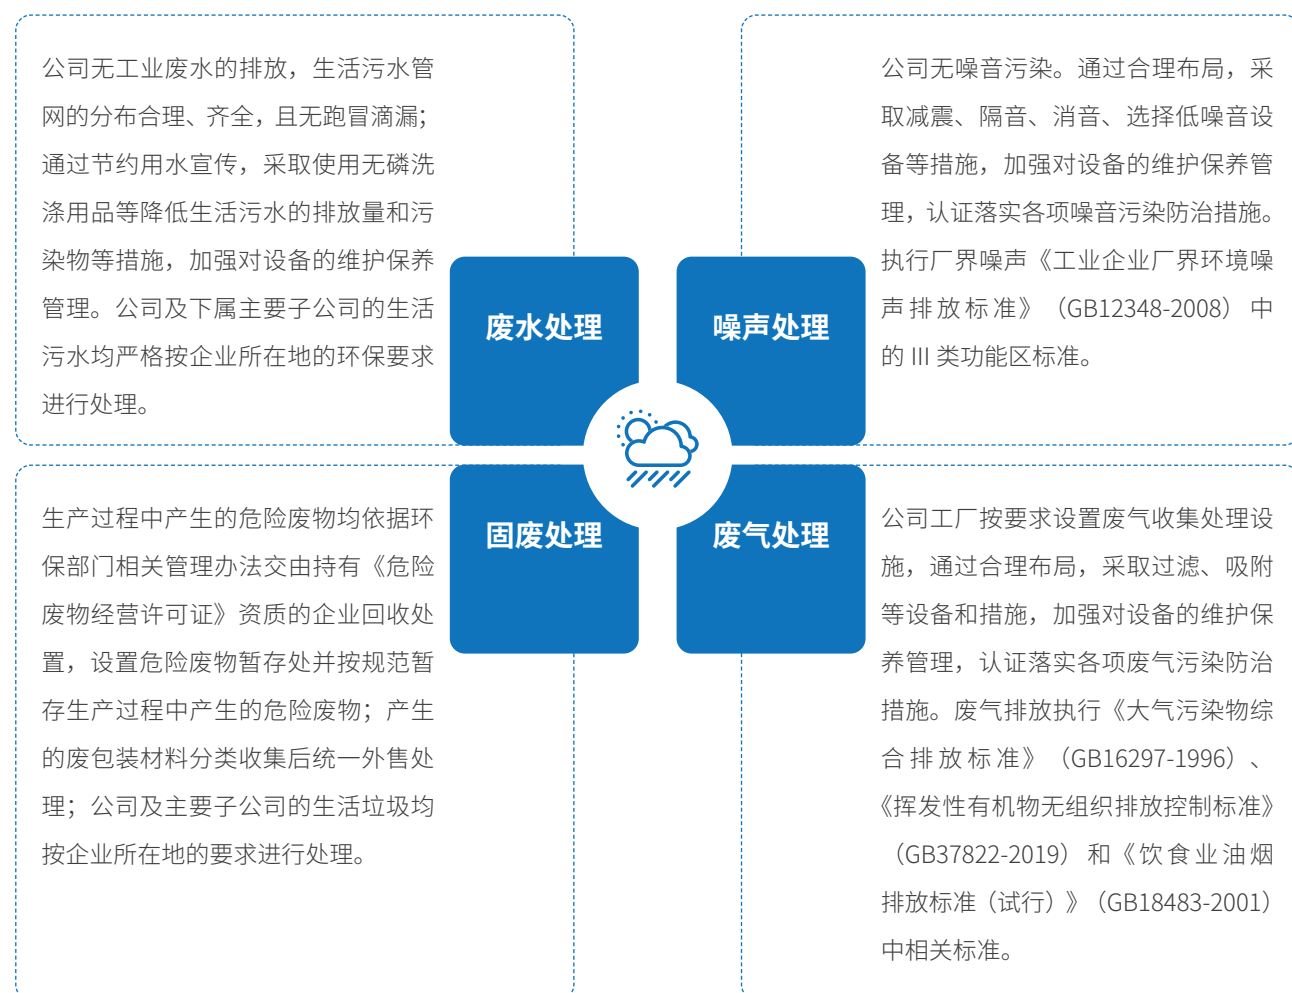 公司无工业废水的排放，生活污水管
网的分布合理、齐全，且无跑冒滴漏；
通过节约用水宣传，采取使用无磷洗
涤用品等降低生活污水的排放量和污
染物等措施，加强对设备的维护保养
管理。公司及下属主要子公司的生活
污水均严格按企业所在地的环保要求
进行处理。
废水处理
公司无噪音污染。通过合理布局，采
取减震、隔音、消音、选择低噪音设
备等措施，加强对设备的维护保养管
理，认证落实各项噪音污染防治措施。
执行厂界噪声《工业企业厂界环境噪
声排放标准》（GB12348-2008）中
的 III 类功能区标准。
噪声处理
生产过程中产生的危险废物均依据环
保部门相关管理办法交由持有《危险
废物经营许可证》资质的企业回收处
置，设置危险废物暂存处并按规范暂
存生产过程中产生的危险废物；产生
的废包装材料分类收集后统一外售处
理；公司及主要子公司的生活垃圾均
按企业所在地的要求进行处理。
固废处理
公司工厂按要求设置废气收集处理设
施，通过合理布局，采取过滤、吸附
等设备和措施，加强对设备的维护保
养管理，认证落实各项废气污染防治
措施。废气排放执行《大气污染物综
合排放标准》（GB16297-1996）、
《挥发性有机物无组织排放控制标准》
（GB37822-2019）和《饮食业油烟
排放标准（试行）》（GB18483-2001）
中相关标准。
废气处理